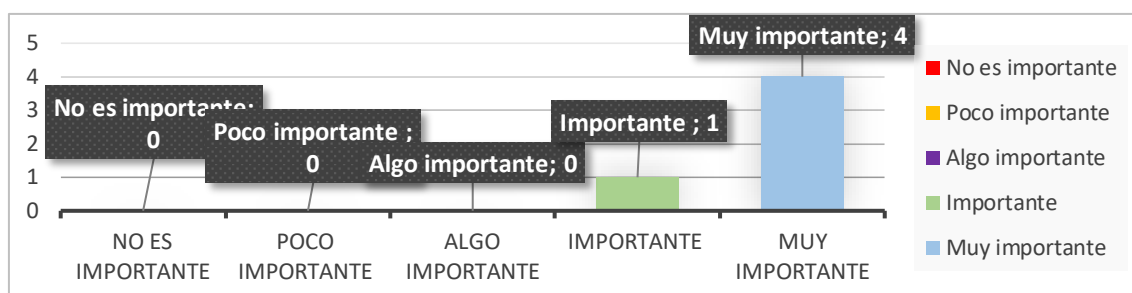 5
4
3
2
1
0
No es importante;
0
Poco importante ;
0
Algo importante; 0
Importante ; 1
Muy importante; 4
NO ES
IMPORTANTE
POCO
IMPORTANTE
ALGO
IMPORTANTE
IMPORTANTE
MUY
IMPORTANTE
No es importante
Poco importante
Algo importante
Importante
Muy importante